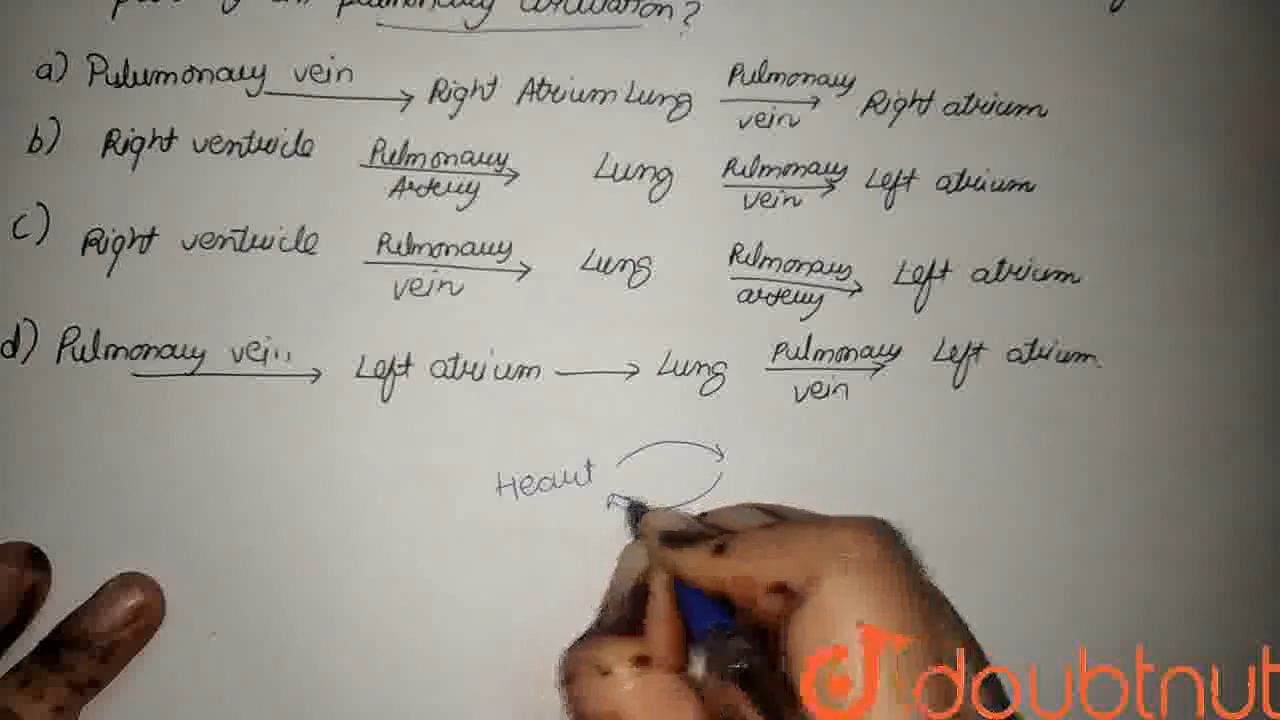 pulmonary circulation?
a) Pulumonary vein → Right Atrium Lung Pulmonary vein → Right atrium
b) Right ventricle Pulmonary Artery → Lung Pulmonary vein → Left atrium
c) Right ventricle Pulmonary vein → Lung Pulmonary artery → Left atrium
d) Pulmonary vein → Left atrium → Lung Pulmonary vein → Left atrium
Heart
doubtnut